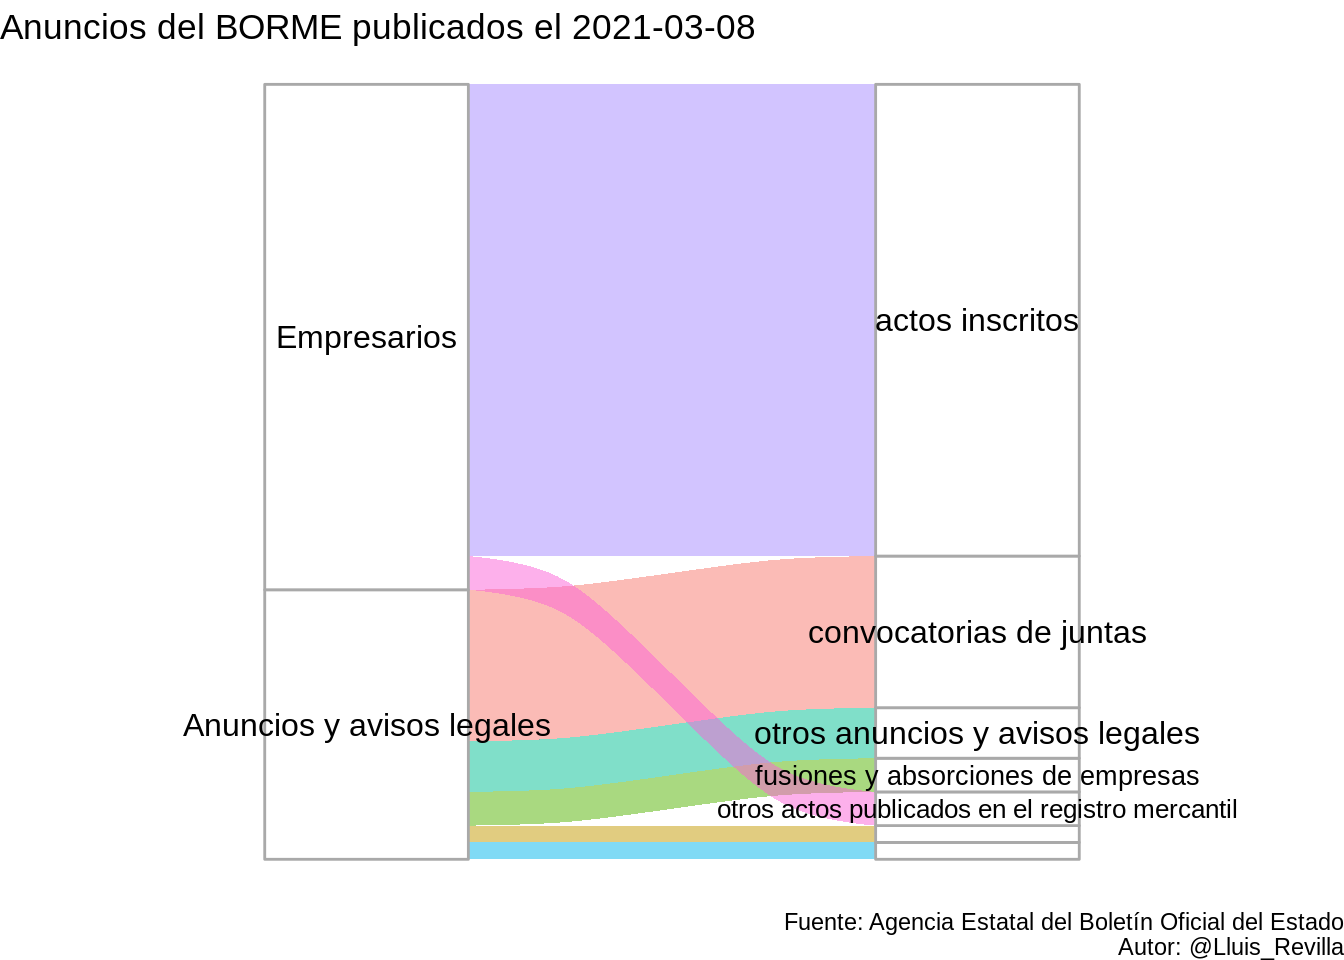 Anuncios del BORME publicados el 2021-03-08
Empresarios
actos inscritos
convocatorias de juntas
Anuncios y avisos legales
otros anuncios y avisos legales
fusiones y absorciones de empresas
otros actos publicados en el registro mercantil
Fuente: Agencia Estatal del Boletín Oficial del Estado
Autor: @Lluis_Revilla